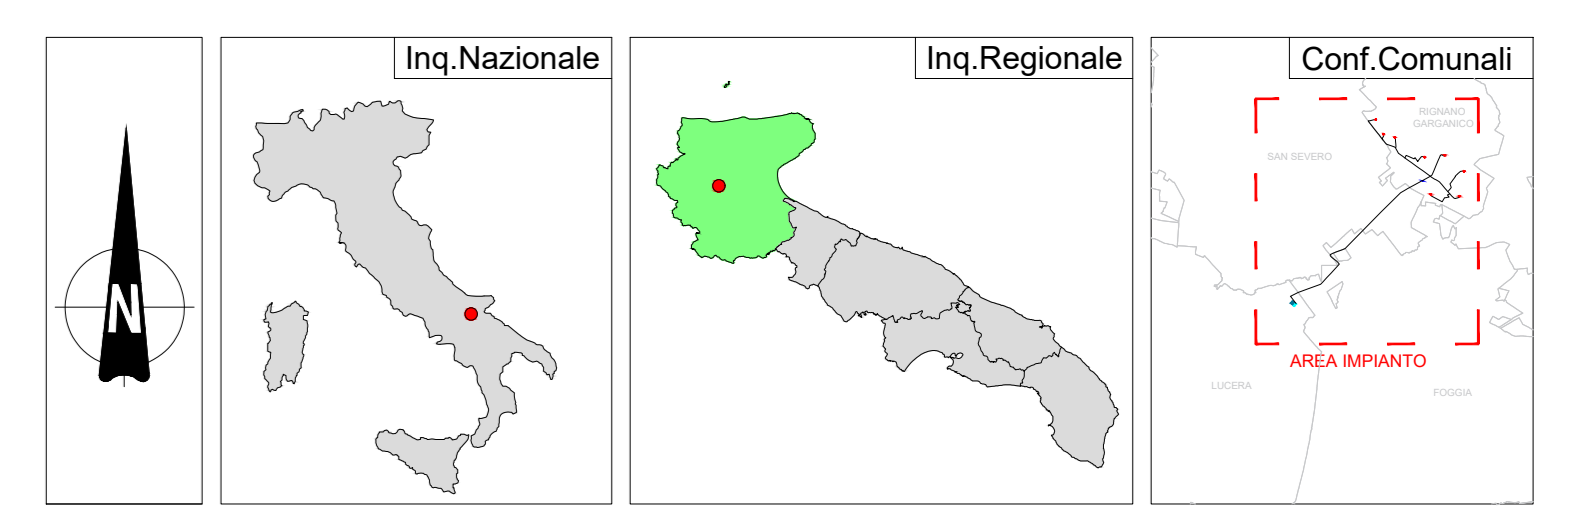 N
Inq.Nazionale
Inq.Regionale
Conf.Comunali
RIGNANO
GARGANICO
SAN SEVERO
AREA IMPIANTO
LUCERA
FOGGIA